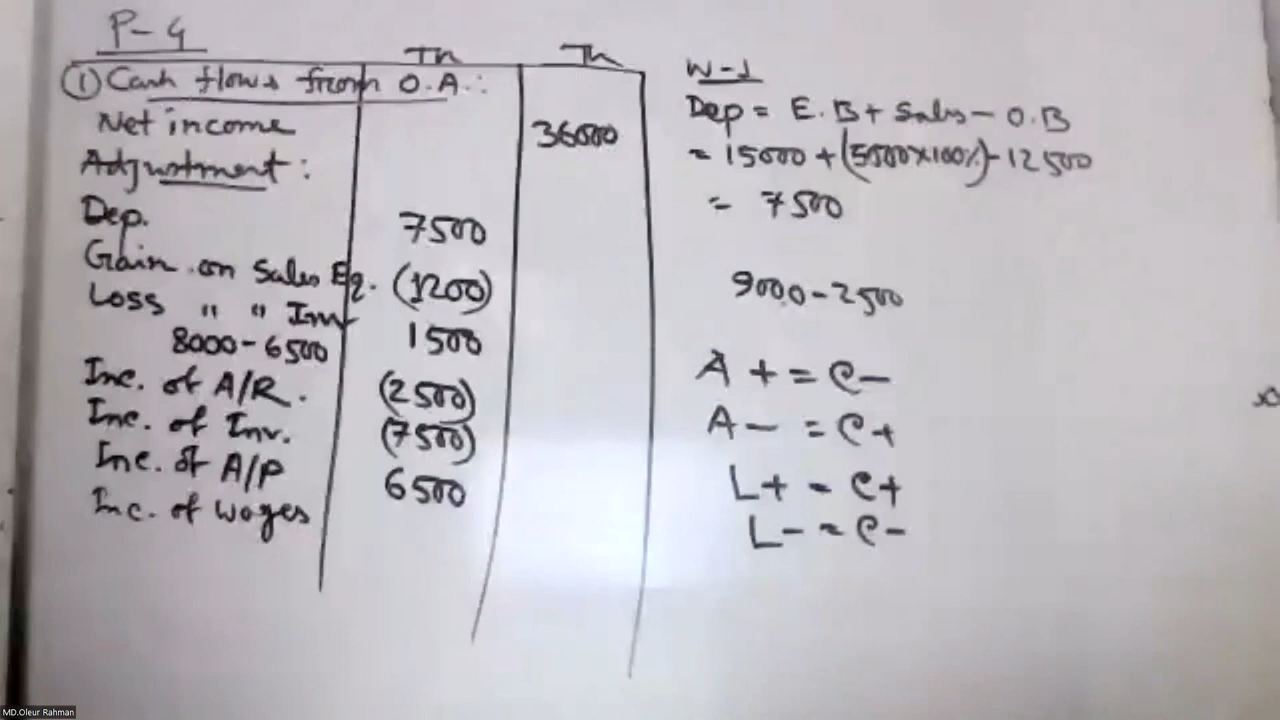 P-4
Tk Tk
① Cash flows from O.A.:
Net income 36000
Adjustment:
Dep. 7500
Gain on Sales Eq. (1200)
Loss " " Inv
8000-6500 1500
Inc. of A/R. (2500)
Inc. of Inv. (7500)
Inc. of A/P 6500
Inc. of wages
W-1
Dep = E.B + Sales - O.B
= 15000 + (5000×100%) - 12500
= 7500
9000-2500
A + = C-
A - = C+
L+ = C+
L- = C-
MD.Oleur Rahman